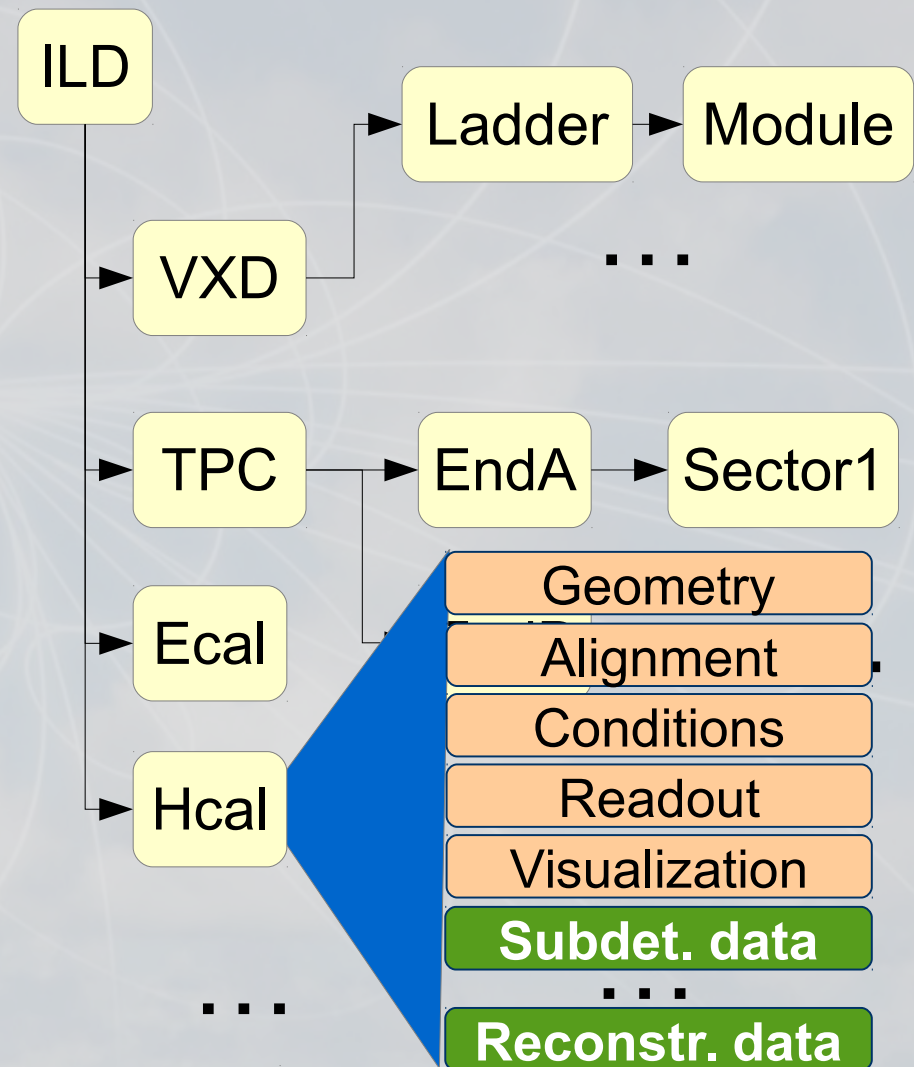 ILD
Ladder
Module
VXD
. . .
TPC
EndA
Sector1
Ecal
Hcal
Geometry
Alignment
Conditions
Readout
Visualization
Subdet. data
. . .
Reconstr. data
. . .